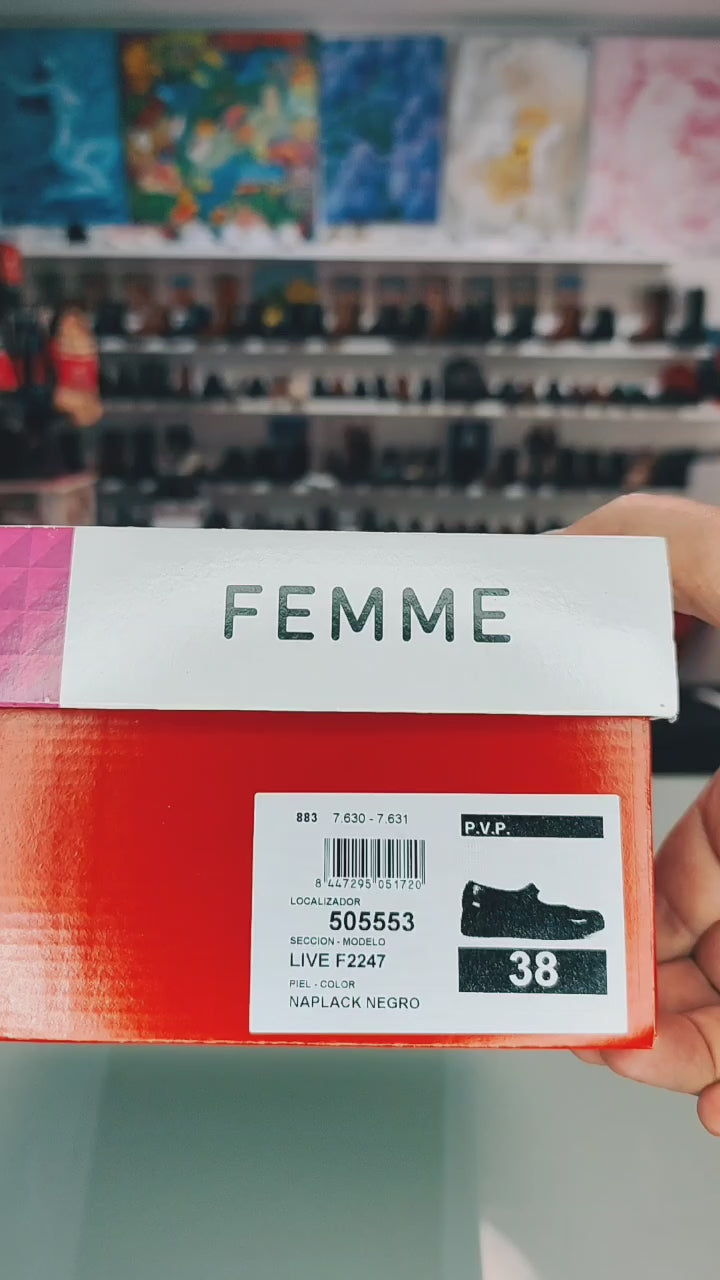 FEMME
883 7.630 - 7.631
P.V.P.
8 447295 051720
LOCALIZADOR
505553
SECCION - MODELO
LIVE F2247
38
PIEL - COLOR
NAPLACK NEGRO